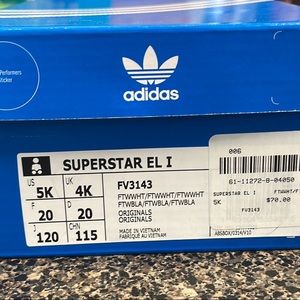 Performers
sticker
adidas
SUPERSTAR EL I
US
5K
UK
4K
F
20
D
20
J
120
CHN
115
FV3143
FTWWHT/FTWWHT/FTWWHT
FTWBLA/FTWBLA/FTWBLA
ORIGINALS
ORIGINALS
MADE IN VIETNAM
FABRIQUÉ AU VIETNAM
006
61-11272-8-04050
SUPERSTAR EL I
5K
$70.00
FV3143